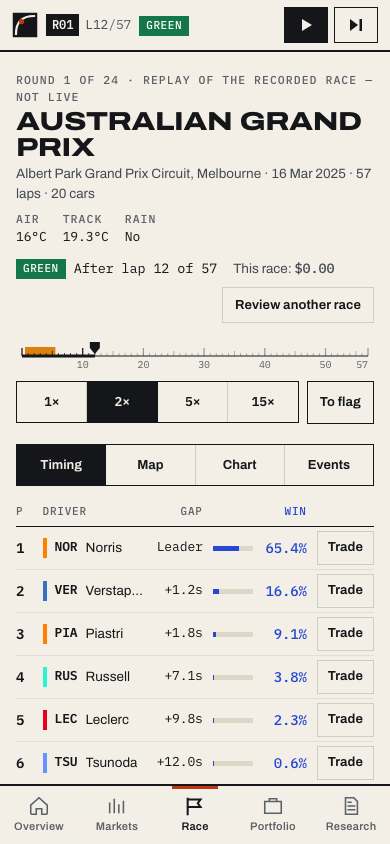 R01 L12/57 GREEN
ROUND 1 OF 24 · REPLAY OF THE RECORDED RACE —
NOT LIVE
AUSTRALIAN GRAND
PRIX
Albert Park Grand Prix Circuit, Melbourne · 16 Mar 2025 · 57
laps · 20 cars
AIR TRACK RAIN
16°C 19.3°C No
GREEN After lap 12 of 57 This race: $0.00
Review another race
10 20 30 40 50 57
1× 2× 5× 15× To flag
Timing Map Chart Events
P DRIVER GAP WIN
1 NOR Norris Leader 65.4% Trade
2 VER Verstap... +1.2s 16.6% Trade
3 PIA Piastri +1.8s 9.1% Trade
4 RUS Russell +7.1s 3.8% Trade
5 LEC Leclerc +9.8s 2.3% Trade
6 TSU Tsunoda +12.0s 0.6% Trade
Overview Markets Race Portfolio Research